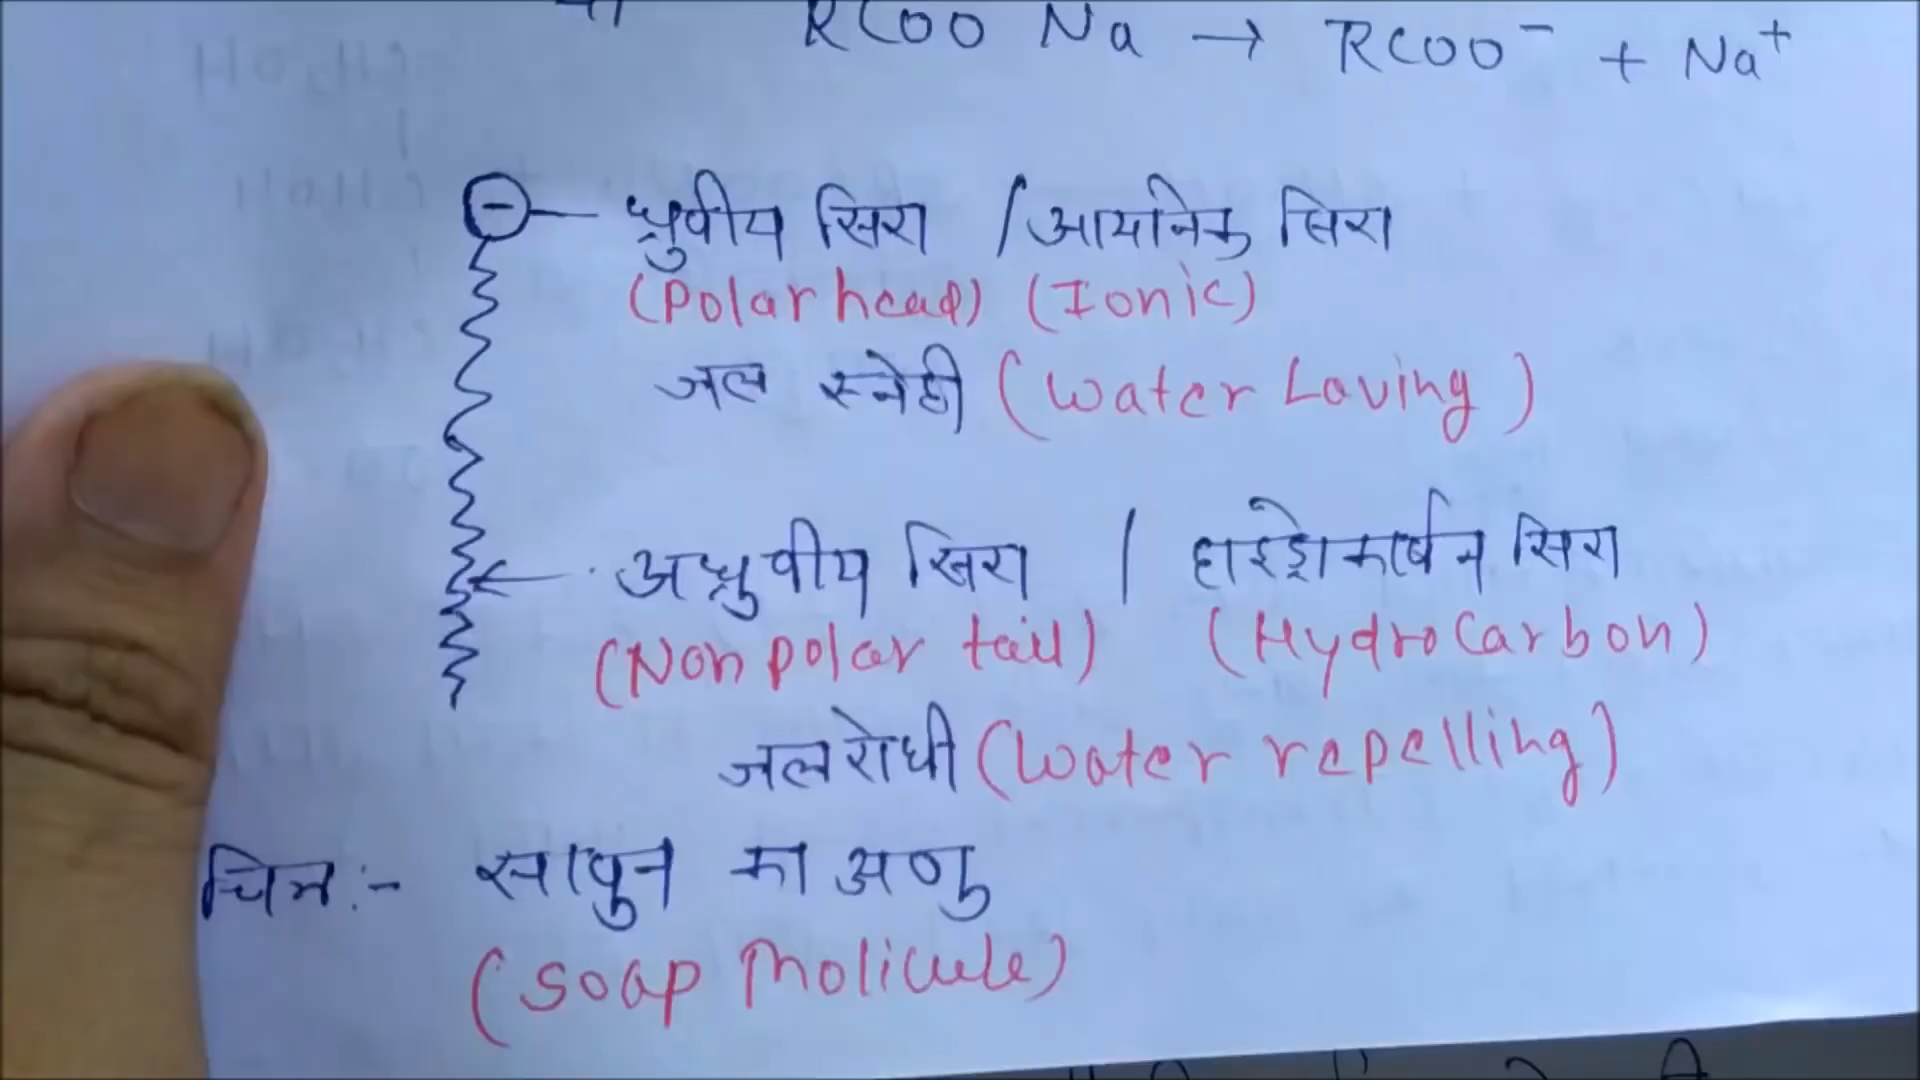 RCOO Na → RCOO⁻ + Na⁺
ध्रुवीय सिरा / आयनिक सिरा
(Polar head) (Ionic)
जल स्नेही (Water Loving)
अध्रुवीय सिरा / हाइड्रोकार्बन सिरा
(Non polar tail) (Hydrocarbon)
जलरोधी (Water repelling)
चित्र :- साबुन का अणु
(Soap Molicule)